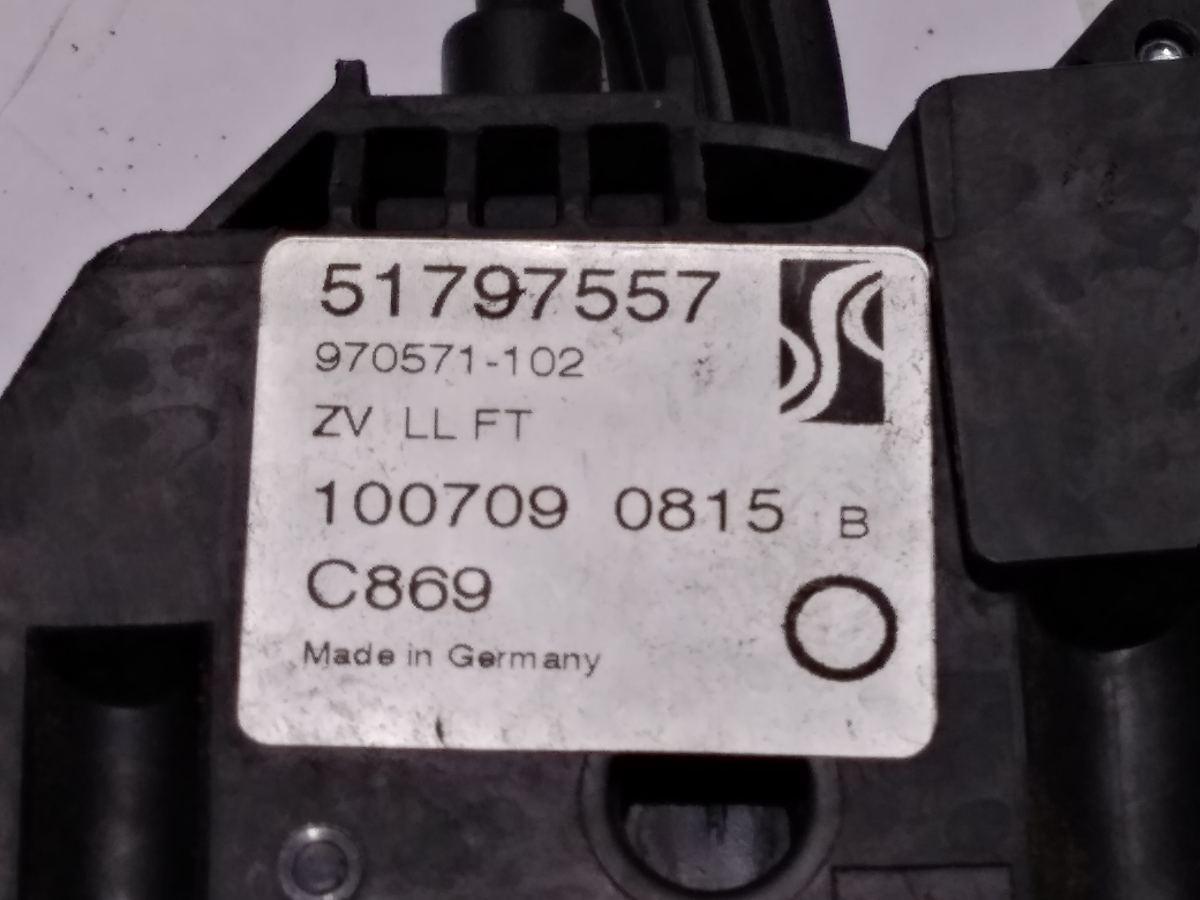 51797557
970571-102
ZV LL FT
100709 0815 B
C869
Made in Germany